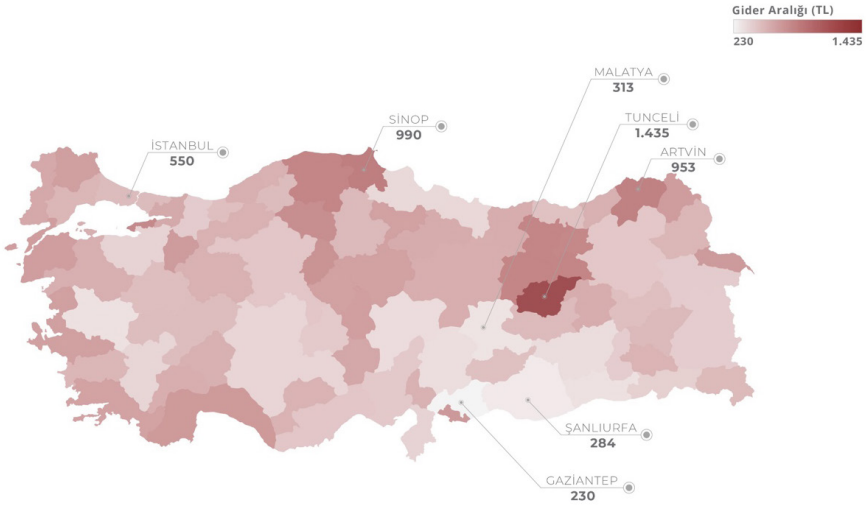 Gider Aralığı (TL)
230 1.435
MALATYA
313
TUNCELİ
1.435
SİNOP
990
ARTVİN
953
İSTANBUL
550
ŞANLIURFA
284
GAZİANTEP
230